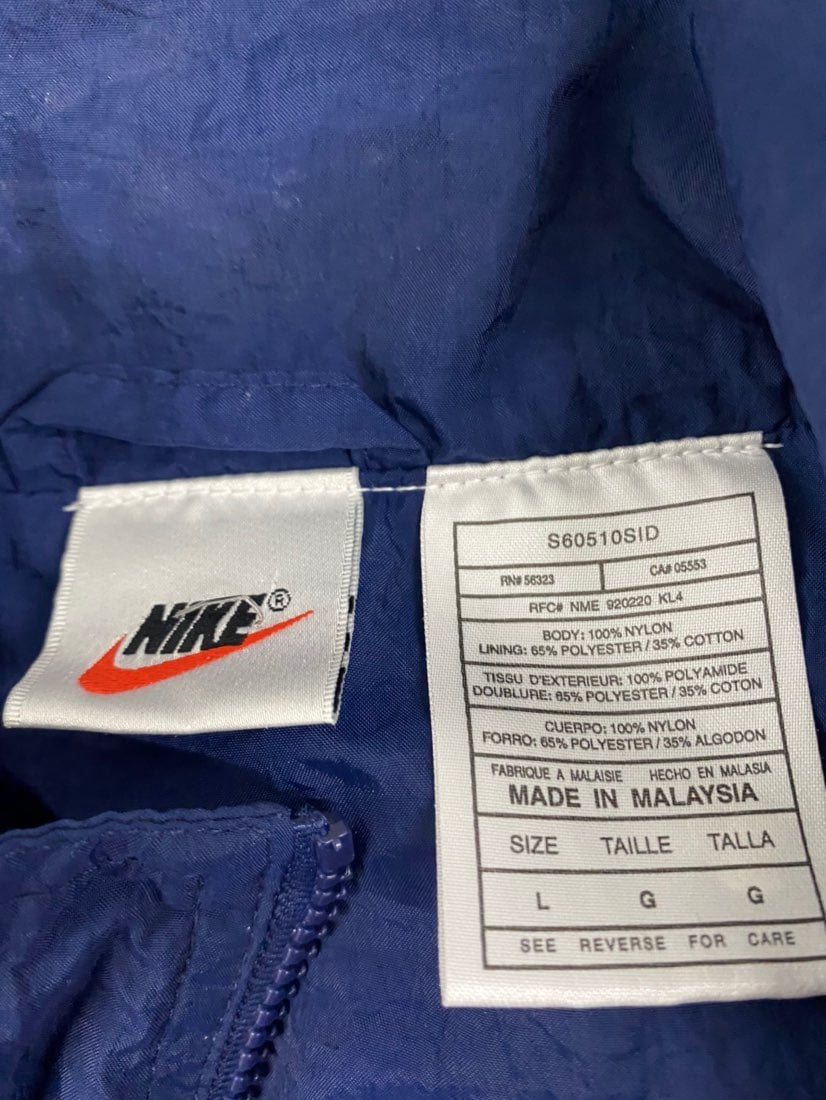 NIKE®
S60510SID
RN# 56323 CA# 05553
RFC# NME 920220 KL4
BODY: 100% NYLON
LINING: 65% POLYESTER / 35% COTTON
TISSU D'EXTERIEUR: 100% POLYAMIDE
DOUBLURE: 65% POLYESTER / 35% COTON
CUERPO: 100% NYLON
FORRO: 65% POLYESTER / 35% ALGODON
FABRIQUE A MALAISIE HECHO EN MALASIA
MADE IN MALAYSIA
SIZE TAILLE TALLA
L G G
SEE REVERSE FOR CARE